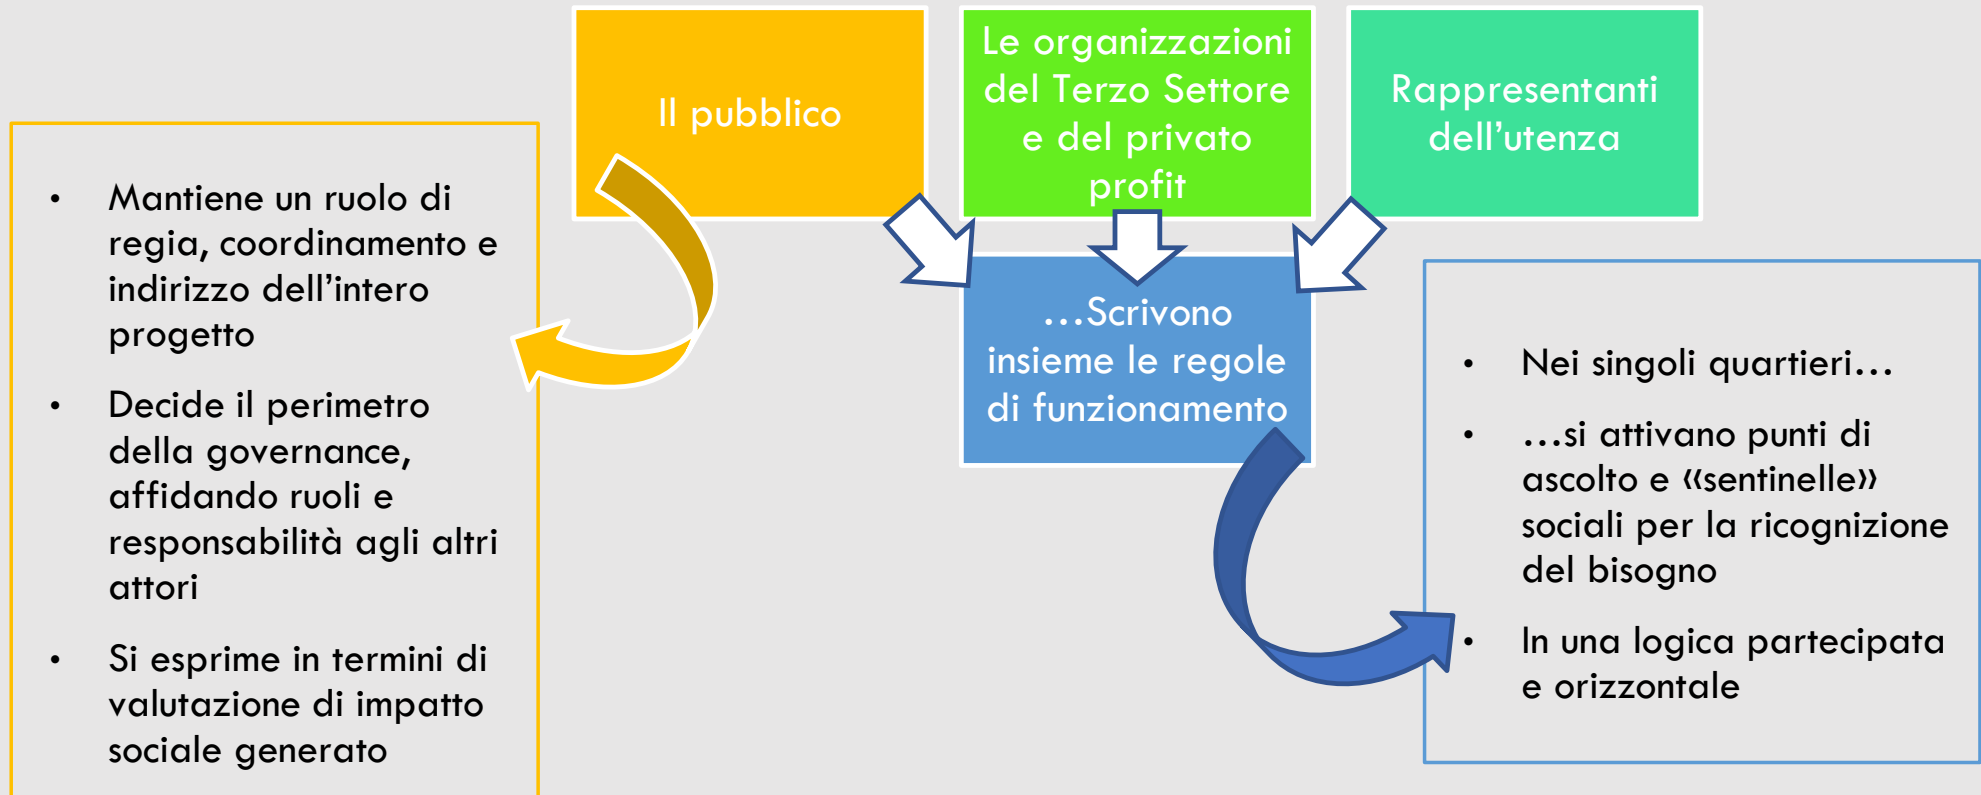 Il pubblico
Le organizzazioni
del Terzo Settore
e del privato
profit
Rappresentanti
dell’utenza
• Mantiene un ruolo di
regia, coordinamento e
indirizzo dell’intero
progetto
• Decide il perimetro
della governance,
affidando ruoli e
responsabilità agli altri
attori
• Si esprime in termini di
valutazione di impatto
sociale generato
…Scrivono
insieme le regole
di funzionamento
• Nei singoli quartieri…
• …si attivano punti di
ascolto e «sentinelle»
sociali per la ricognizione
del bisogno
• In una logica partecipata
e orizzontale